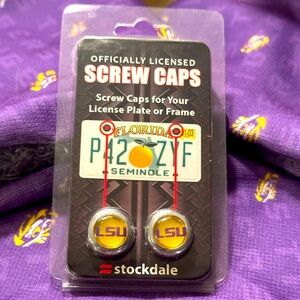 OFFICIALLY LICENSED
SCREW CAPS
Screw Caps for Your
License Plate or Frame
FLORIDA
P42 ZYF
SEMINOLE
LSU LSU
stockdale